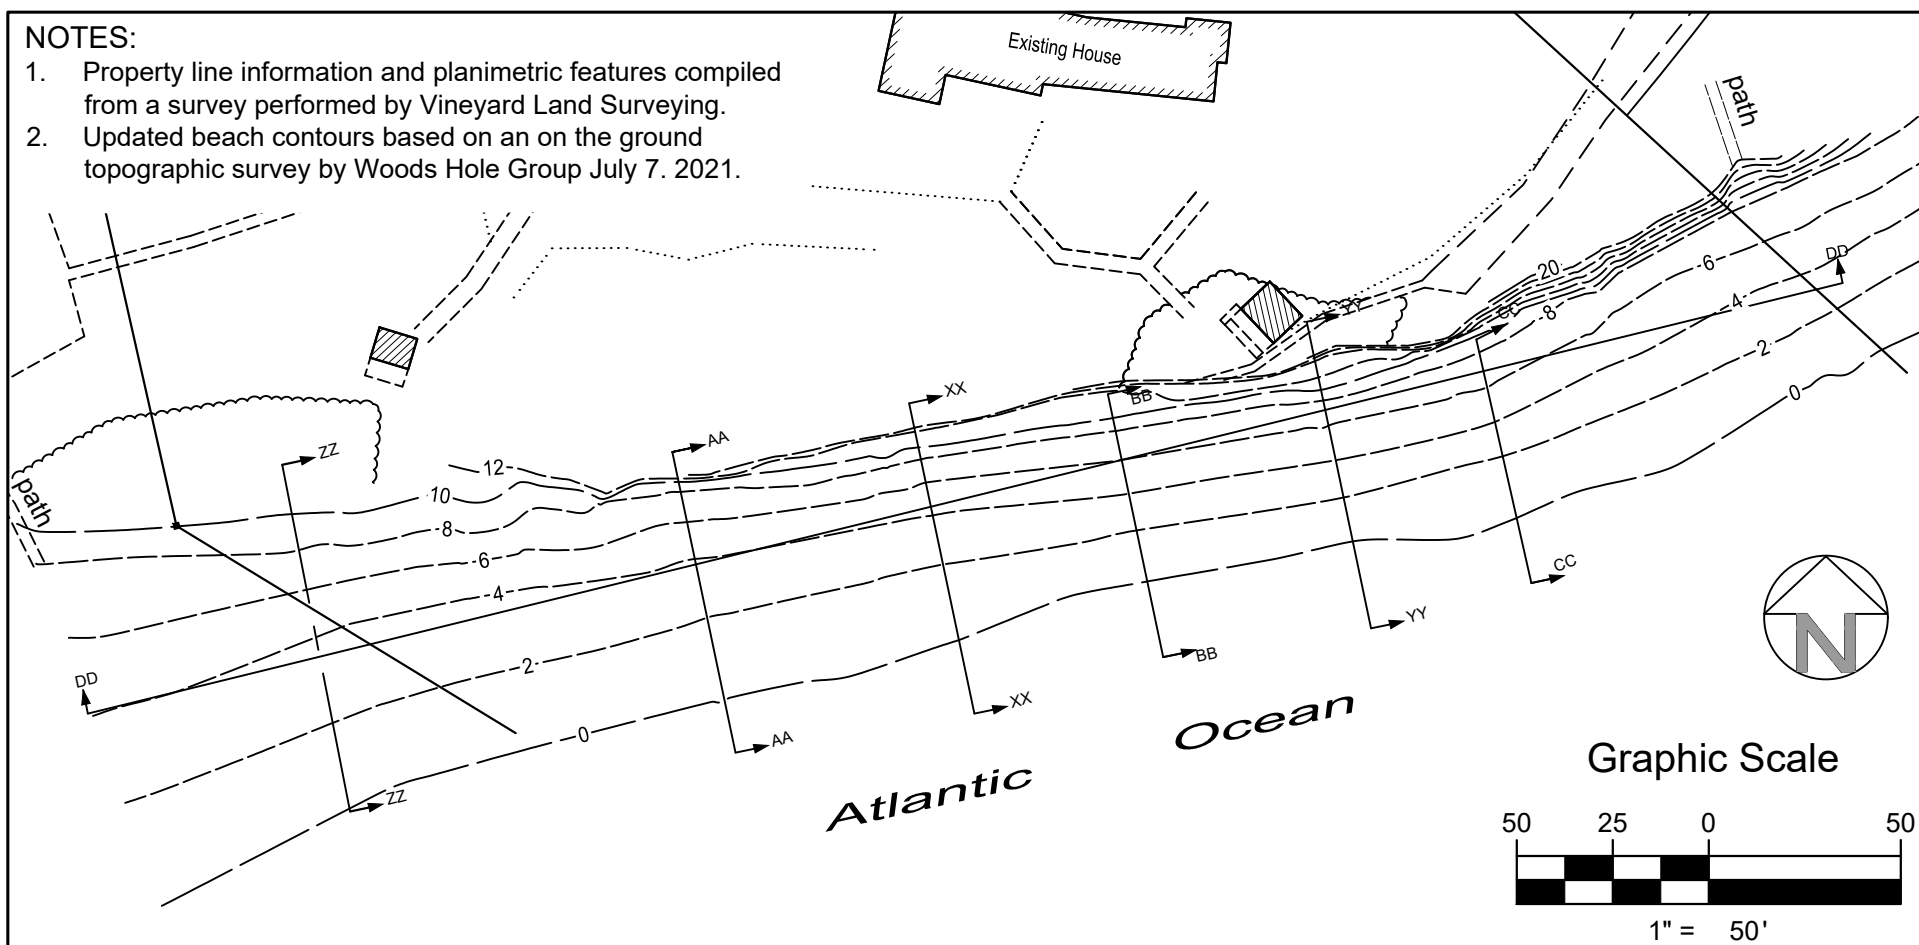 NOTES:
1. Property line information and planimetric features compiled
from a survey performed by Vineyard Land Surveying.
2. Updated beach contours based on an on the ground
topographic survey by Woods Hole Group July 7. 2021.
Existing House
path
DD
20
6
4
8
2
0
YY
CC
XX
BB
AA
ZZ
12
10
8
6
4
2
0
path
DD
CC
YY
BB
XX
AA
ZZ
Atlantic Ocean
N
Graphic Scale
50 25 0 50
1" = 50'